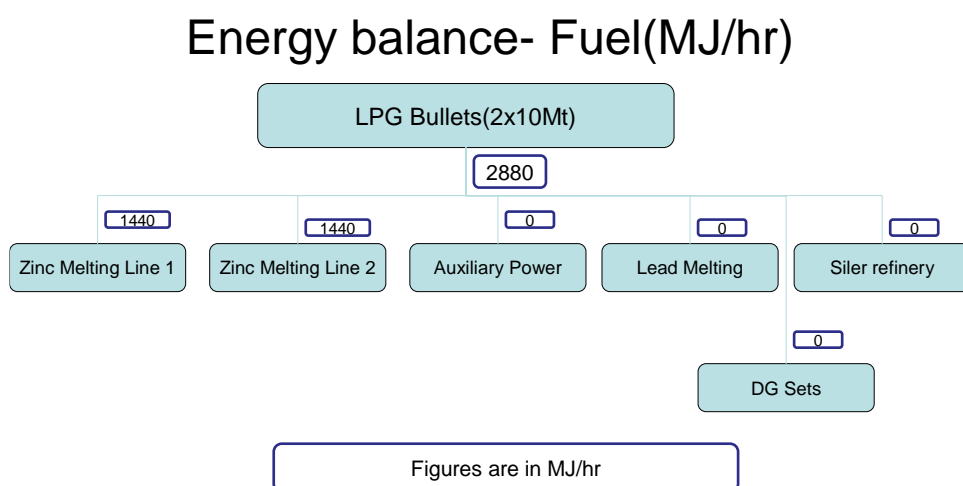 Energy balance- Fuel(MJ/hr)
LPG Bullets(2x10Mt)
2880
1440
1440
0
0
0
Zinc Melting Line 1
Zinc Melting Line 2
Auxiliary Power
Lead Melting
Siler refinery
0
DG Sets
Figures are in MJ/hr